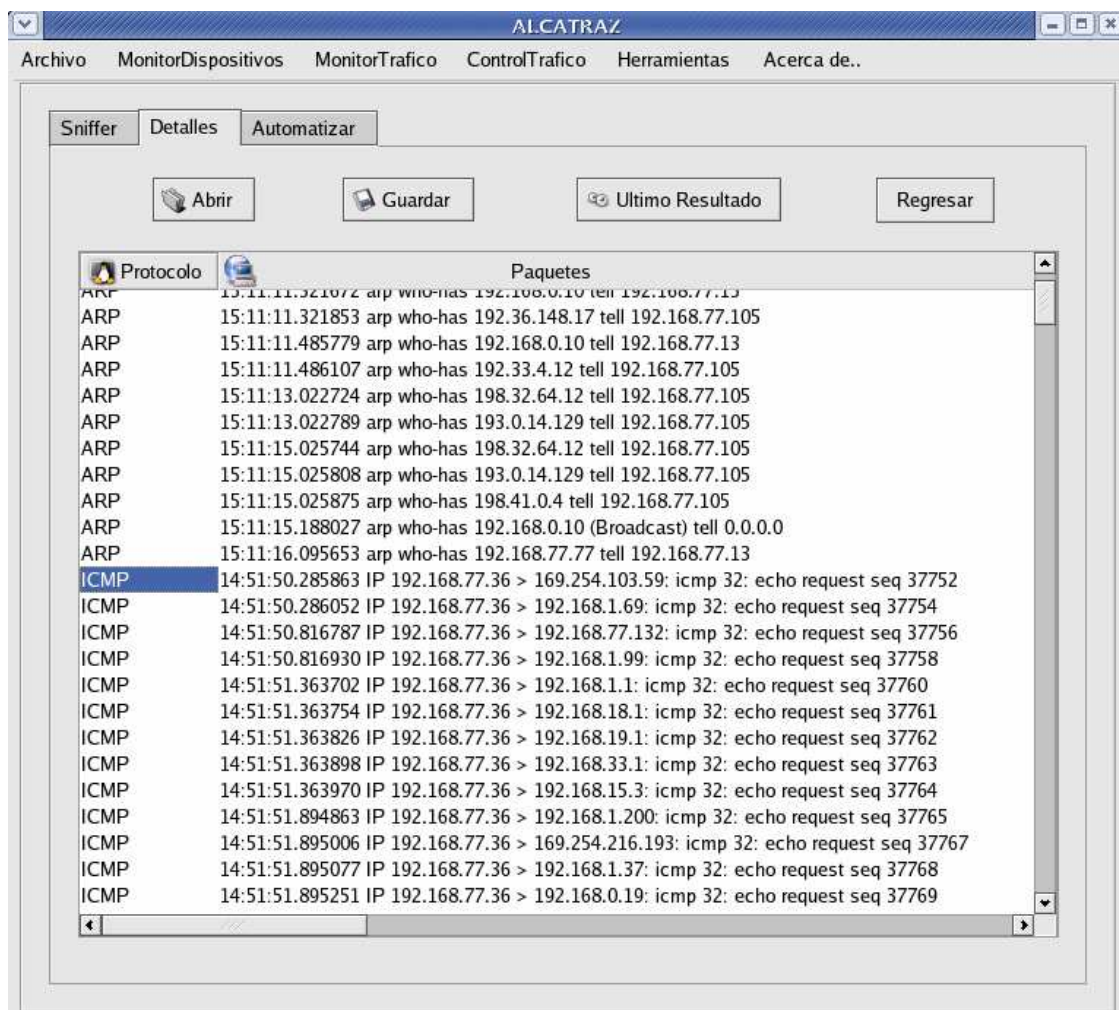 ALCATRAZ
Archivo MonitorDispositivos MonitorTrafico ControlTrafico Herramientas Acerca de..
Sniffer Detalles Automatizar
Abrir Guardar Ultimo Resultado Regresar
Protocolo Paquetes
ARP 15:11:11.321672 arp who-has 192.168.0.10 tell 192.168.77.13
ARP 15:11:11.321853 arp who-has 192.36.148.17 tell 192.168.77.105
ARP 15:11:11.485779 arp who-has 192.168.0.10 tell 192.168.77.13
ARP 15:11:11.486107 arp who-has 192.33.4.12 tell 192.168.77.105
ARP 15:11:13.022724 arp who-has 198.32.64.12 tell 192.168.77.105
ARP 15:11:13.022789 arp who-has 193.0.14.129 tell 192.168.77.105
ARP 15:11:15.025744 arp who-has 198.32.64.12 tell 192.168.77.105
ARP 15:11:15.025808 arp who-has 193.0.14.129 tell 192.168.77.105
ARP 15:11:15.025875 arp who-has 198.41.0.4 tell 192.168.77.105
ARP 15:11:15.188027 arp who-has 192.168.0.10 (Broadcast) tell 0.0.0.0
ARP 15:11:16.095653 arp who-has 192.168.77.77 tell 192.168.77.13
ICMP 14:51:50.285863 IP 192.168.77.36 > 169.254.103.59: icmp 32: echo request seq 37752
ICMP 14:51:50.286052 IP 192.168.77.36 > 192.168.1.69: icmp 32: echo request seq 37754
ICMP 14:51:50.816787 IP 192.168.77.36 > 192.168.77.132: icmp 32: echo request seq 37756
ICMP 14:51:50.816930 IP 192.168.77.36 > 192.168.1.99: icmp 32: echo request seq 37758
ICMP 14:51:51.363702 IP 192.168.77.36 > 192.168.1.1: icmp 32: echo request seq 37760
ICMP 14:51:51.363754 IP 192.168.77.36 > 192.168.18.1: icmp 32: echo request seq 37761
ICMP 14:51:51.363826 IP 192.168.77.36 > 192.168.19.1: icmp 32: echo request seq 37762
ICMP 14:51:51.363898 IP 192.168.77.36 > 192.168.33.1: icmp 32: echo request seq 37763
ICMP 14:51:51.363970 IP 192.168.77.36 > 192.168.15.3: icmp 32: echo request seq 37764
ICMP 14:51:51.894863 IP 192.168.77.36 > 192.168.1.200: icmp 32: echo request seq 37765
ICMP 14:51:51.895006 IP 192.168.77.36 > 169.254.216.193: icmp 32: echo request seq 37767
ICMP 14:51:51.895077 IP 192.168.77.36 > 192.168.1.37: icmp 32: echo request seq 37768
ICMP 14:51:51.895251 IP 192.168.77.36 > 192.168.0.19: icmp 32: echo request seq 37769